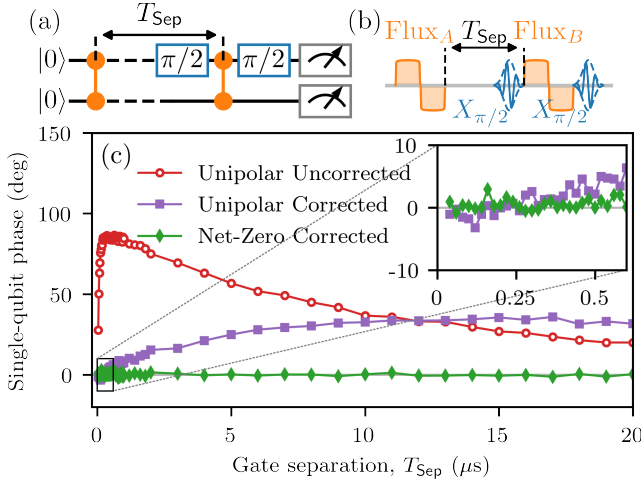 (a)
T_Sep
|0⟩
π/2
π/2
|0⟩
(b)
Flux_A
T_Sep
Flux_B
X_π/2
X_π/2
(c)
Unipolar Uncorrected
Unipolar Corrected
Net-Zero Corrected
Single-qubit phase (deg)
150
100
50
0
10
0
-10
0
0.25
0.5
0
5
10
15
20
Gate separation, T_Sep (μs)